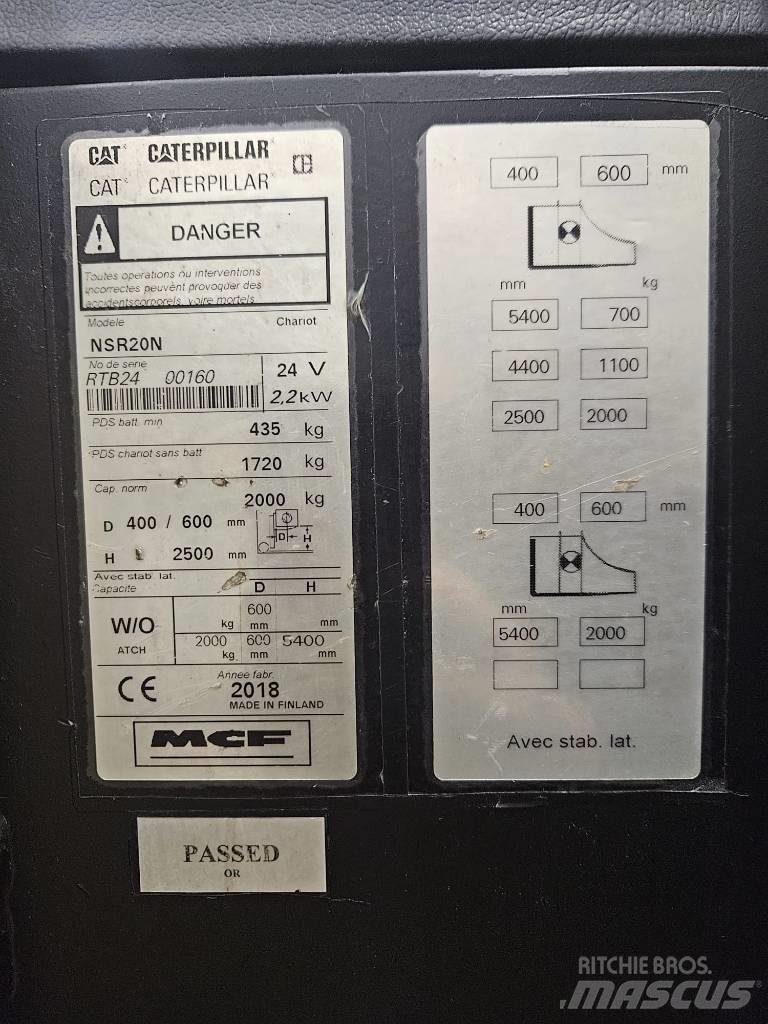 CAT CATERPILLAR
CAT CATERPILLAR
DANGER
Toutes operations ou interventions
incorrectes peuvent provoquer des
accidents corporels, voire mortels
Modele Chariot
NSR20N
No de serie
RTB24 00160
24 V
2,2kW
PDS batt. min 435 kg
PDS chariot sans batt
1720 kg
Cap. norm
2000 kg
D 400 / 600 mm
D H
H 2500 mm
Avec stab. lat.
Capacite D H
W/O
ATCH
600
kg mm mm
2000 600 5400
kg mm mm
CE
Annee fabr.
2018
MADE IN FINLAND
MCF
400 600 mm
mm kg
5400 700
4400 1100
2500 2000
400 600 mm
mm kg
5400 2000
Avec stab. lat.
PASSED
OR
RITCHIE BROS.
MASCUS